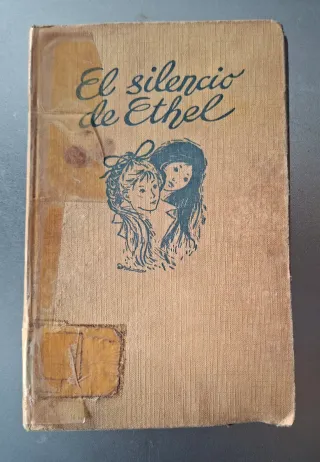 El silencio
de Ethel